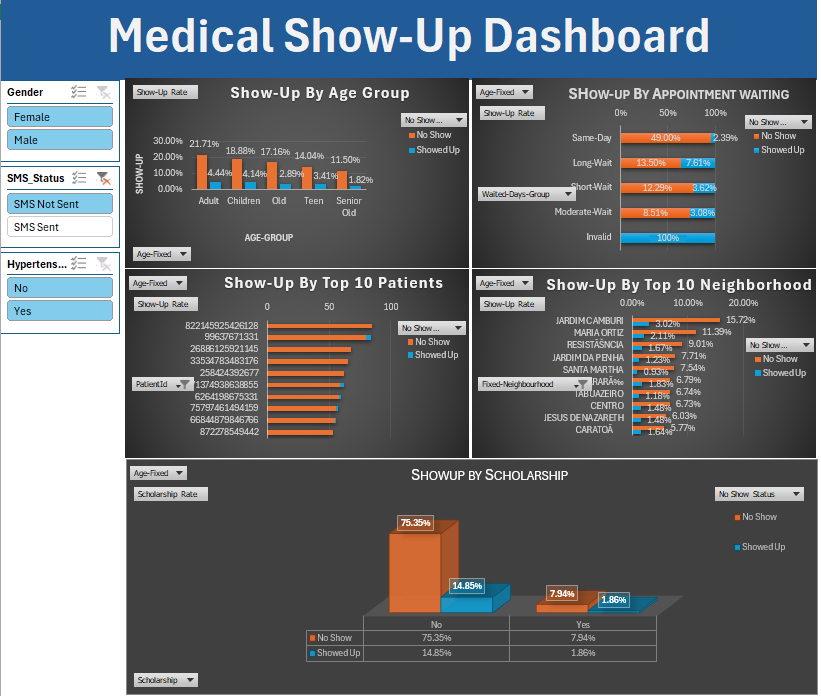 Medical Show-Up Dashboard
Gender
Female
Male
SMS_Status
SMS Not Sent
SMS Sent
Hypertens...
No
Yes
Show-Up Rate
Show-Up By Age Group
No Show...
No Show
Showed Up
SHOW-UP
30.00%
20.00%
10.00%
0.00%
21.71%
4.44%
18.88%
4.14%
17.16%
2.89%
14.04%
3.41%
11.50%
1.82%
Adult
Children
Old
Teen
Senior Old
AGE-GROUP
Age-Fixed
Age-Fixed
SHow-up By Appointment waiting
Show-Up Rate
0%
50%
100%
No Show...
No Show
Showed Up
Same-Day
49.00%
2.39%
Long-Wait
13.50%
7.61%
Short-Wait
12.29%
3.62%
Waited-Days-Group
Moderate-Wait
8.51%
3.08%
Invalid
100%
Age-Fixed
Show-Up By Top 10 Patients
Show-Up Rate
0
50
100
No Show...
No Show
Showed Up
822145925426128
99637671331
26886125921145
33534783483176
258424392677
PatientId
1374938638855
6264198675331
75797461494159
66844879846766
872278549442
Age-Fixed
Show-Up By Top 10 Neighborhood
Show-Up Rate
0.00%
10.00%
20.00%
No Show...
No Show
Showed Up
JARDIM CAMBURI
15.72%
3.02%
MARIA ORTIZ
11.39%
2.11%
RESISTÃŠNCIA
9.01%
1.67%
JARDIM DA PENHA
7.71%
1.23%
SANTA MARTHA
7.54%
0.93%
Fixed-Neighbourhood
RARÃ‰
6.79%
1.83%
TABUAZEIRO
6.74%
1.18%
CENTRO
6.73%
1.48%
JESUS DE NAZARETH
6.03%
1.48%
5.77%
1.64%
Age-Fixed
Showup by Scholarship
Scholarship Rate
No Show Status
No Show
Showed Up
75.35%
14.85%
7.94%
1.86%
No
Yes
No Show
75.35%
7.94%
Showed Up
14.85%
1.86%
Scholarship